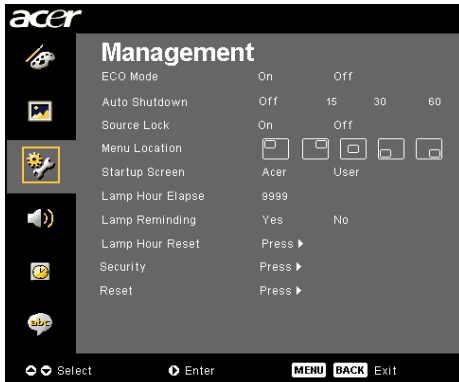 acer
Management
ECO Mode On Off
Auto Shutdown Off 15 30 60
Source Lock On Off
Menu Location
Startup Screen Acer User
Lamp Hour Elapse 9999
Lamp Reminding Yes No
Lamp Hour Reset Press
Security Press
Reset Press
abc
Select Enter MENU BACK Exit